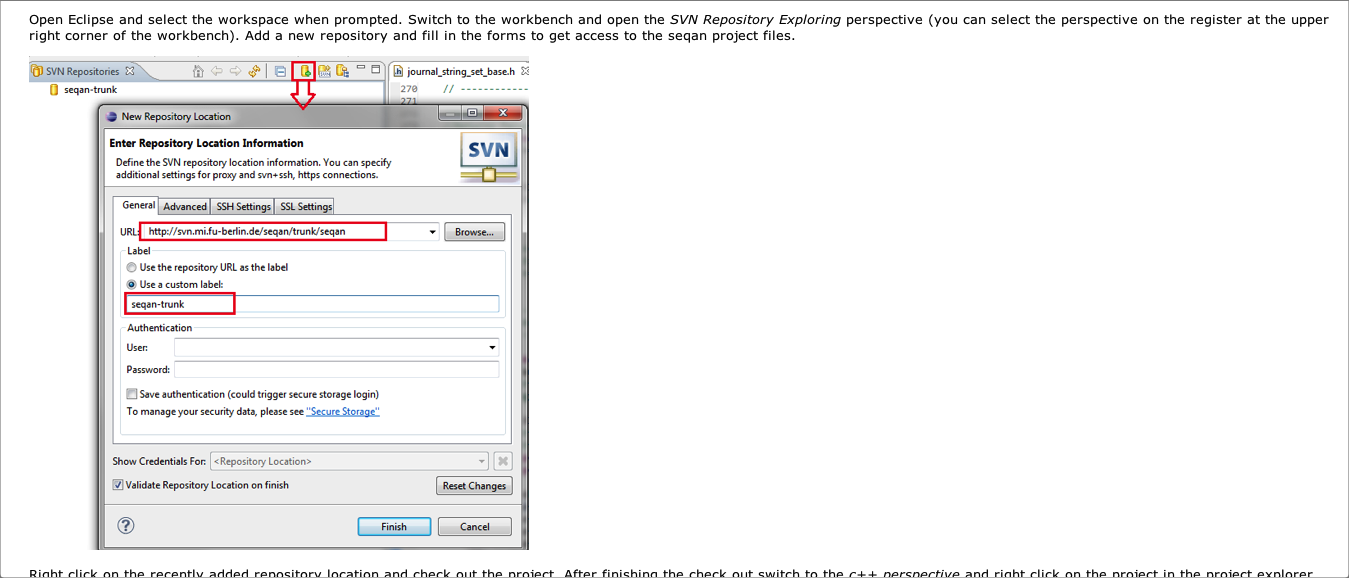 Open Eclipse and select the workspace when prompted. Switch to the workbench and open the SVN Repository Exploring perspective (you can select the perspective on the register at the upper
right corner of the workbench). Add a new repository and fill in the forms to get access to the seqan project files.
SVN Repositories
journal_string_set_base.h
seqan-trunk
270 // ------------
271
New Repository Location
Enter Repository Location Information
Define the SVN repository location information. You can specify
additional settings for proxy and svn+ssh, https connections.
SVN
General Advanced SSH Settings SSL Settings
URL: http://svn.mi.fu-berlin.de/seqan/trunk/seqan Browse...
Label
Use the repository URL as the label
Use a custom label:
seqan-trunk
Authentication
User:
Password:
Save authentication (could trigger secure storage login)
To manage your security data, please see "Secure Storage"
Show Credentials For: <Repository Location>
Validate Repository Location on finish Reset Changes
Finish Cancel
Right click on the recently added repository location and check out the project. After finishing the check out switch to the c++ perspective and right click on the project in the project explorer.